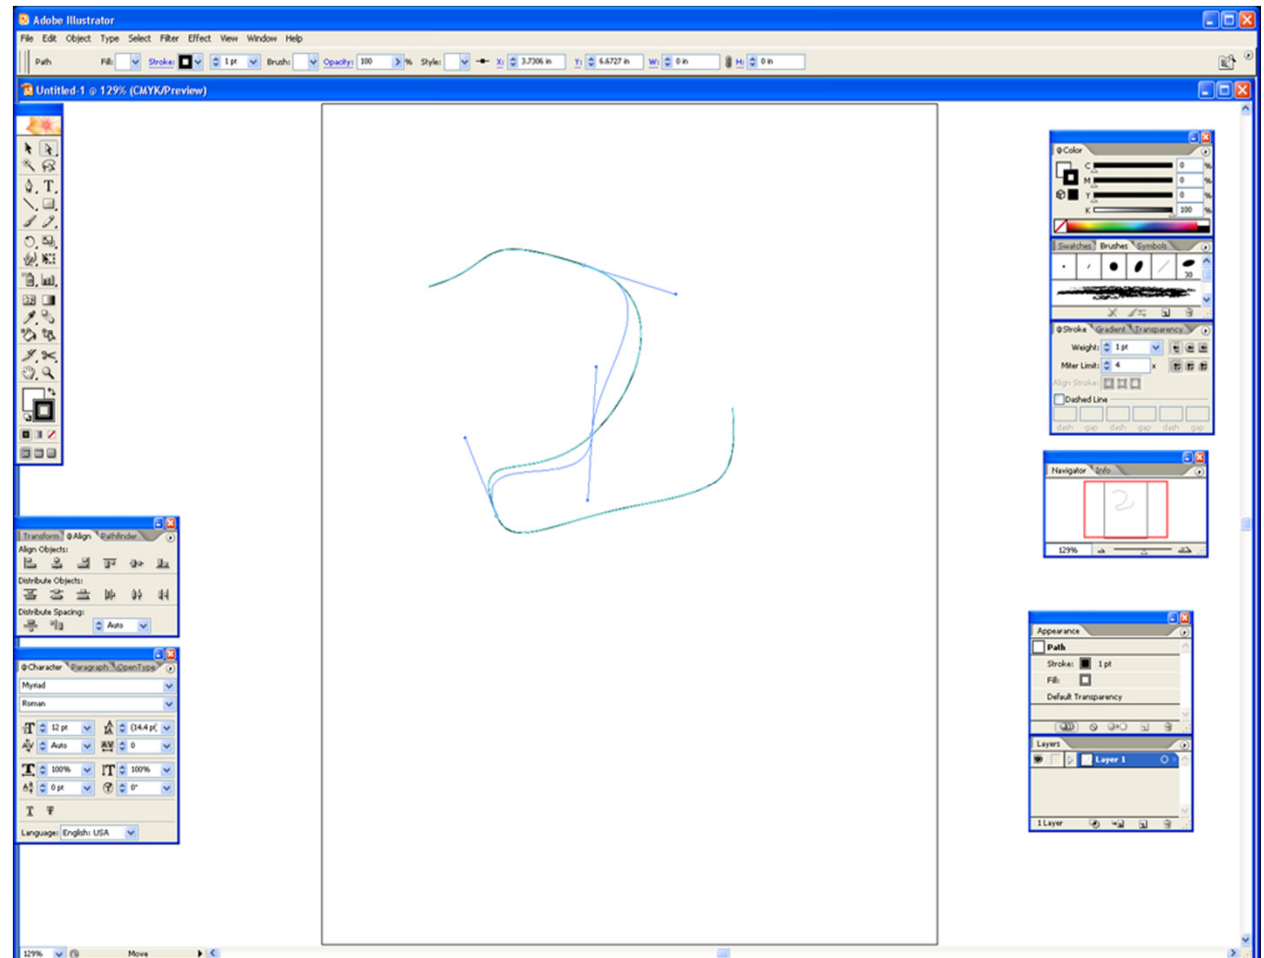 Adobe Illustrator
File Edit Object Type Select Filter Effect View Window Help
Path Fill: Stroke: 1 pt Brush: Opacity: 100 % Style: X: 3.7306 in Y: 6.6727 in W: 0 in H: 0 in
Untitled-1 @ 129% (CMYK/Preview)
Color
C 0 %
M 0 %
Y 0 %
K 100 %
Swatches Brushes Symbols
30
Stroke Gradient Transparency
Weight: 1 pt
Miter Limit: 4 x
Align Stroke:
Dashed Line
dash gap dash gap dash gap
Navigator Info
129%
Transform Align Pathfinder
Align Objects:
Distribute Objects:
Distribute Spacing:
Auto
Character Paragraph OpenType
Myriad
Roman
12 pt (14.4 pt)
Auto 0
100% 100%
0 pt 0°
Language: English: USA
Appearance
Path
Stroke: 1 pt
Fill:
Default Transparency
Layers
Layer 1
1 Layer
129% Move